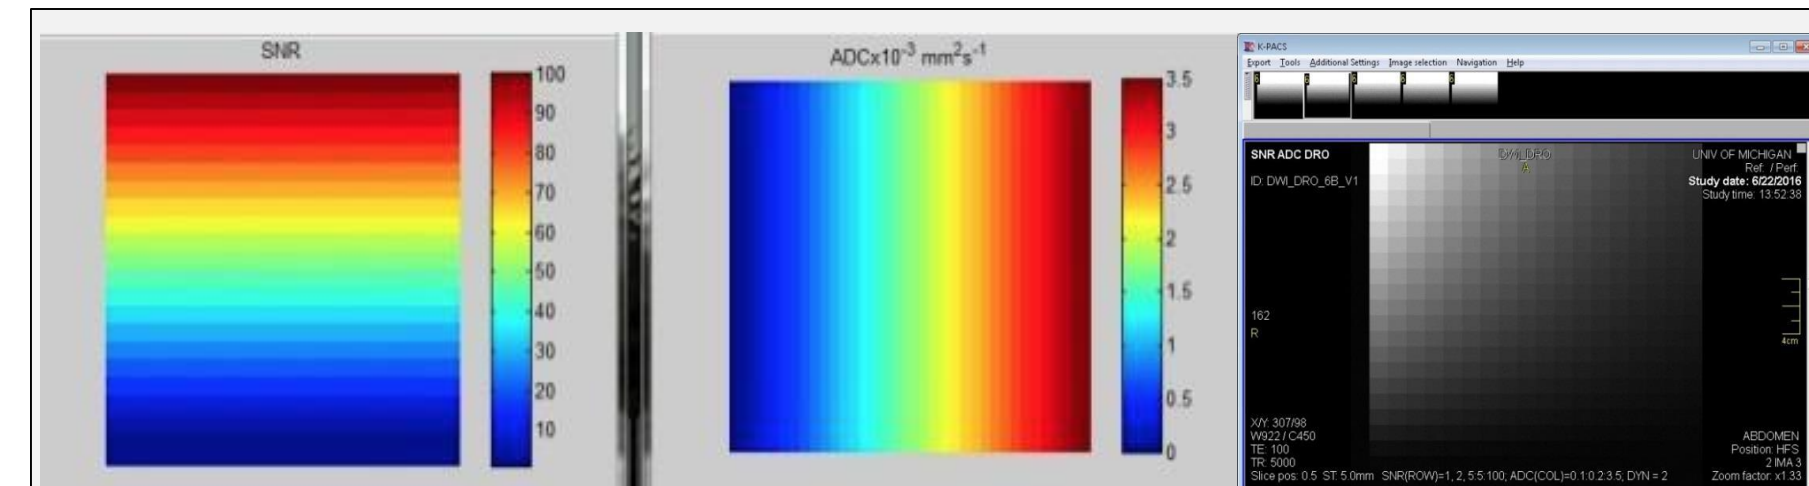 SNR
100
90
80
70
60
50
40
30
20
10
ADCx10⁻³ mm²s⁻¹
3.5
3
2.5
2
1.5
1
0.5
0
K-PACS
Export Tools Additional Settings Image selection Navigation Help
6 6 6 6 6
SNR ADC DRO
ID: DWI_DRO_6B_V1
DWI_DRO
A
UNIV OF MICHIGAN
Ref. / Perf.
Study date: 6/22/2016
Study time: 13:52:38
162
R
4cm
X/Y: 307/98
W922 / C450
TE: 100
TR: 5000
Slice pos: 0.5 ST: 5.0mm SNR(ROW)=1, 2, 5:5:100; ADC(COL)=0.1:0.2:3.5; DYN = 2
ABDOMEN
Position: HFS
2 IMA 3
Zoom factor: x1.33